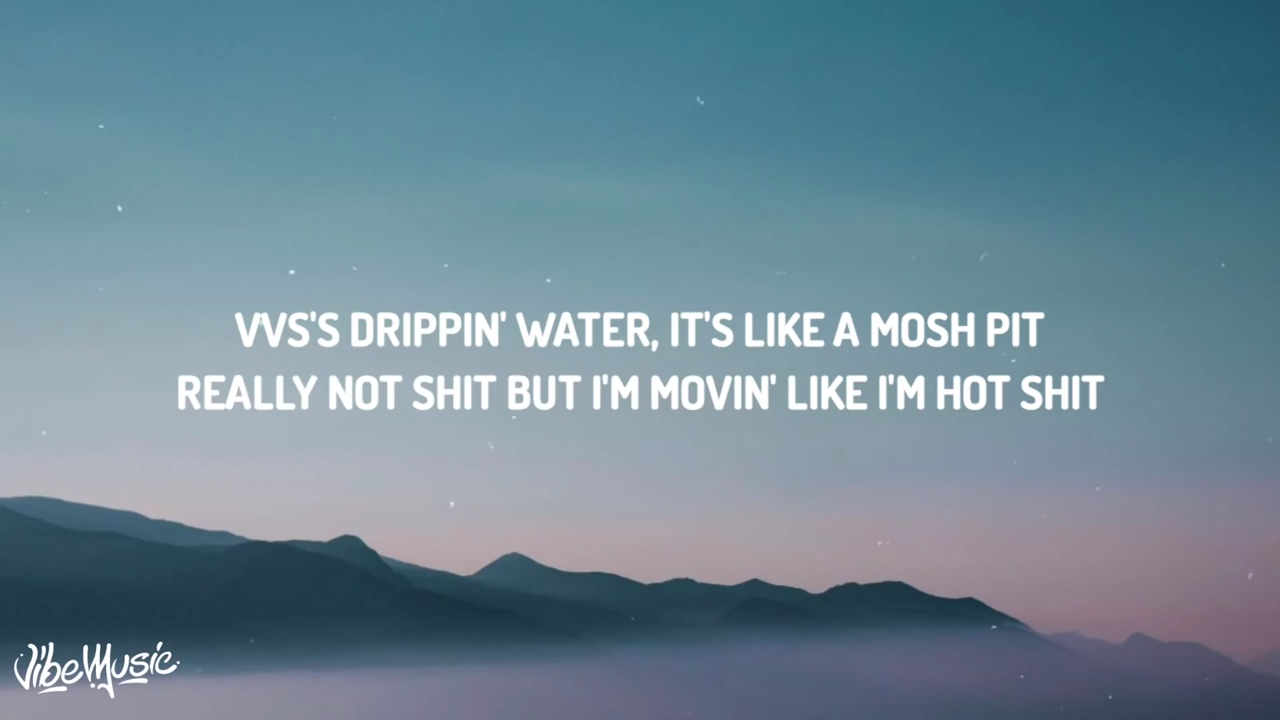 VVS'S DRIPPIN' WATER, IT'S LIKE A MOSH PIT
REALLY NOT SHIT BUT I'M MOVIN' LIKE I'M HOT SHIT
VibeMusic